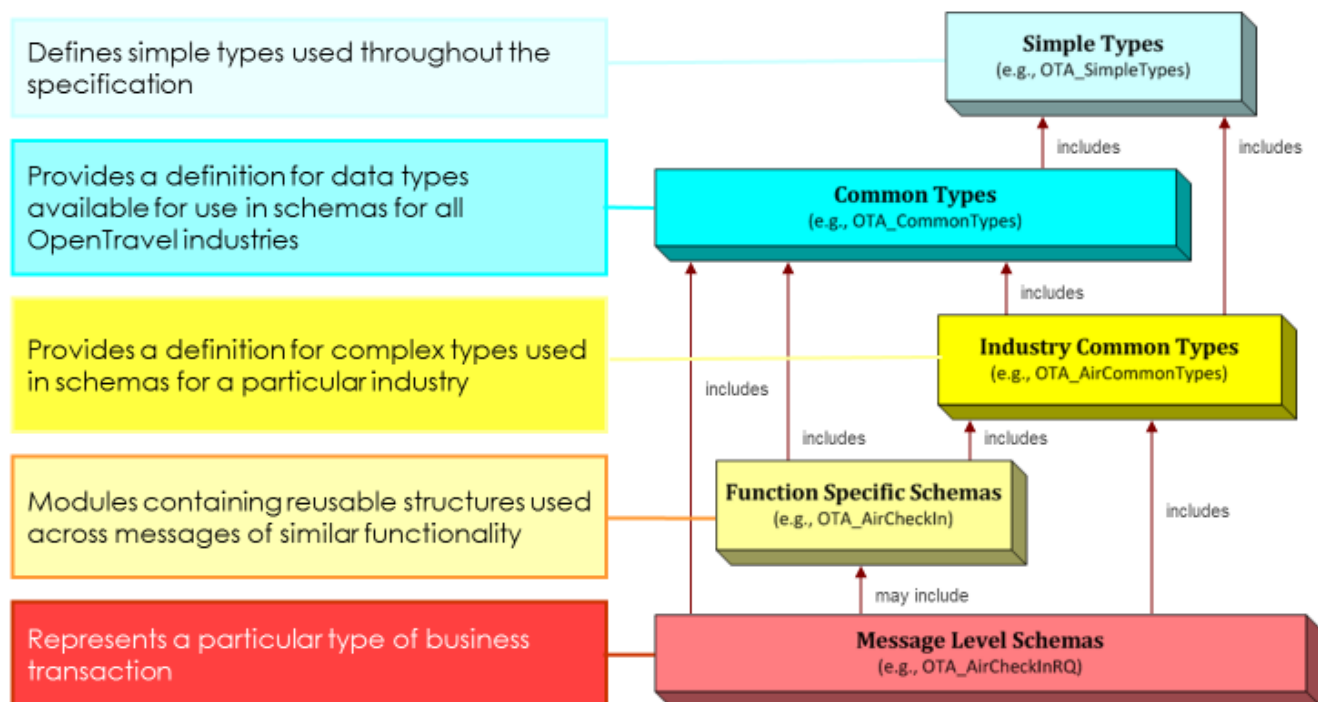 Defines simple types used throughout the
specification
Simple Types
(e.g., OTA_SimpleTypes)
includes
includes
Provides a definition for data types
available for use in schemas for all
OpenTravel industries
Common Types
(e.g., OTA_CommonTypes)
includes
Provides a definition for complex types used
in schemas for a particular industry
Industry Common Types
(e.g., OTA_AirCommonTypes)
includes
includes
includes
Modules containing reusable structures used
across messages of similar functionality
Function Specific Schemas
(e.g., OTA_AirCheckIn)
includes
may include
Represents a particular type of business
transaction
Message Level Schemas
(e.g., OTA_AirCheckInRQ)